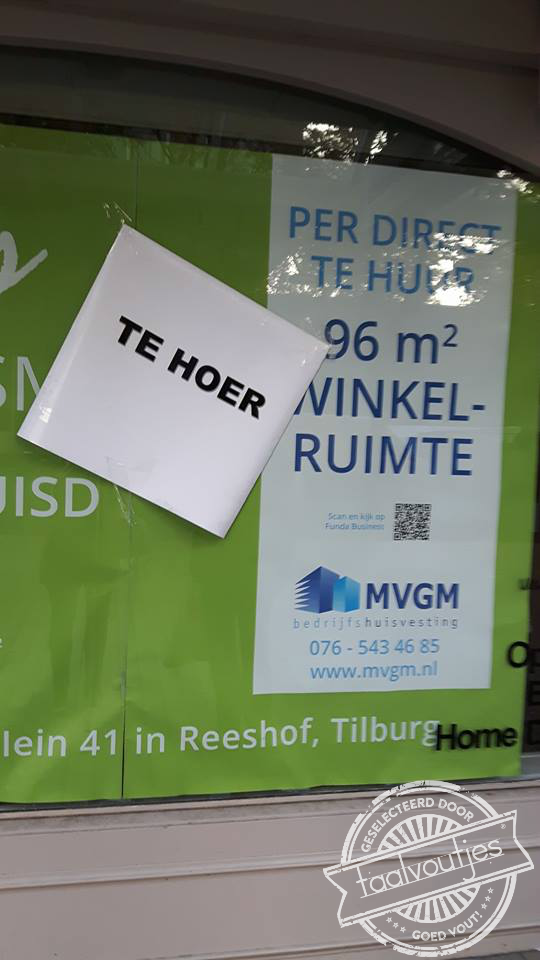 TE HOER
PER DIRECT
TE HUUR
96 m²
WINKEL-
RUIMTE
Scan en kijk op
Funda Business
MVGM
bedrijfshuisvesting
076 - 543 46 85
www.mvgm.nl
UISD
lein 41 in Reeshof, Tilburg
Home
GESELECTEERD DOOR
taalvoutjes
GOED VOUT!